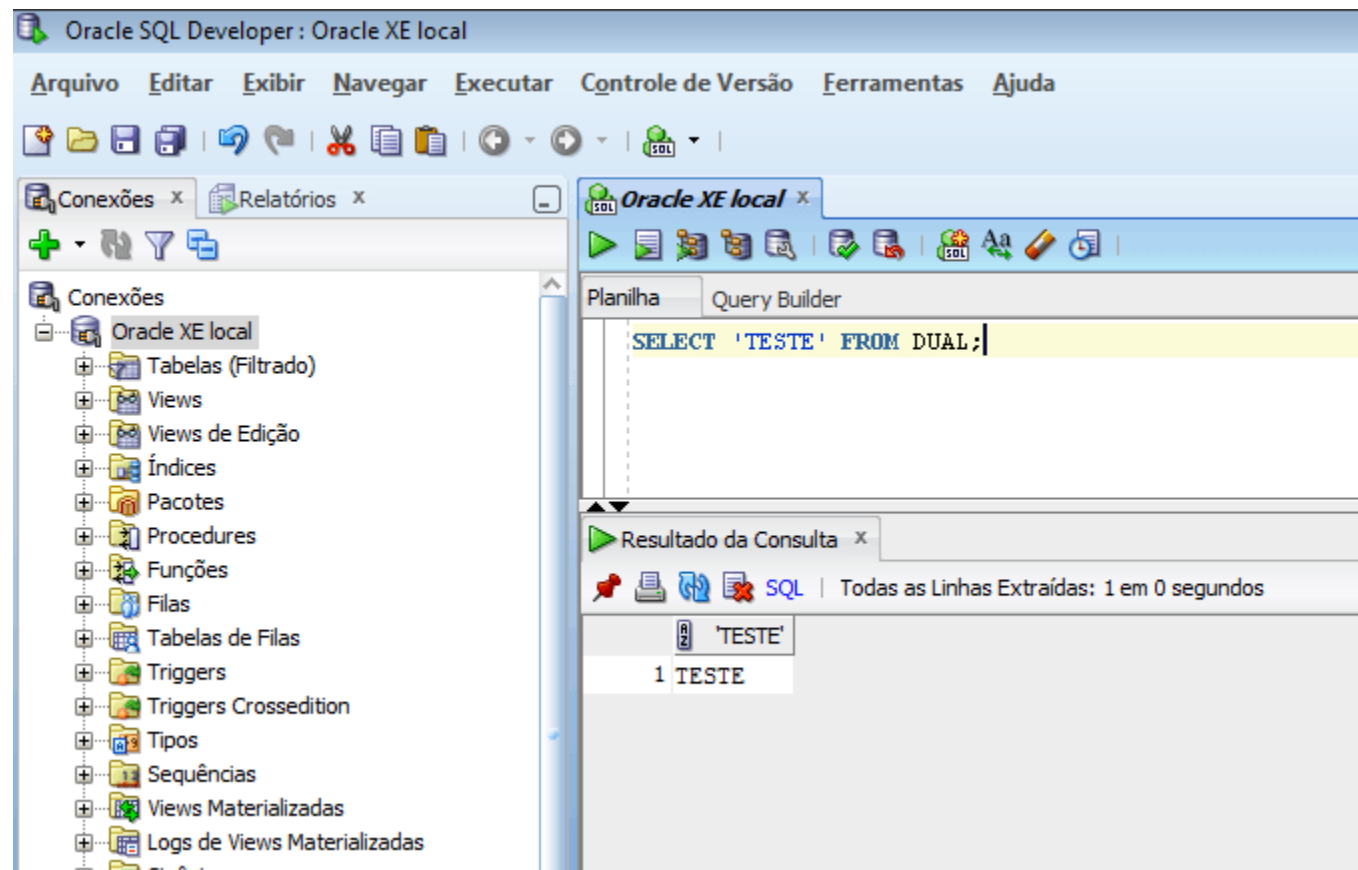 Oracle SQL Developer : Oracle XE local
Arquivo Editar Exibir Navegar Executar Controle de Versão Ferramentas Ajuda
Conexões x Relatórios x
Conexões
Oracle XE local
Tabelas (Filtrado)
Views
Views de Edição
Índices
Pacotes
Procedures
Funções
Filas
Tabelas de Filas
Triggers
Triggers Crossedition
Tipos
Sequências
Views Materializadas
Logs de Views Materializadas
Oracle XE local x
Planilha Query Builder
SELECT 'TESTE' FROM DUAL;
Resultado da Consulta x
SQL | Todas as Linhas Extraídas: 1 em 0 segundos
'TESTE'
1 TESTE